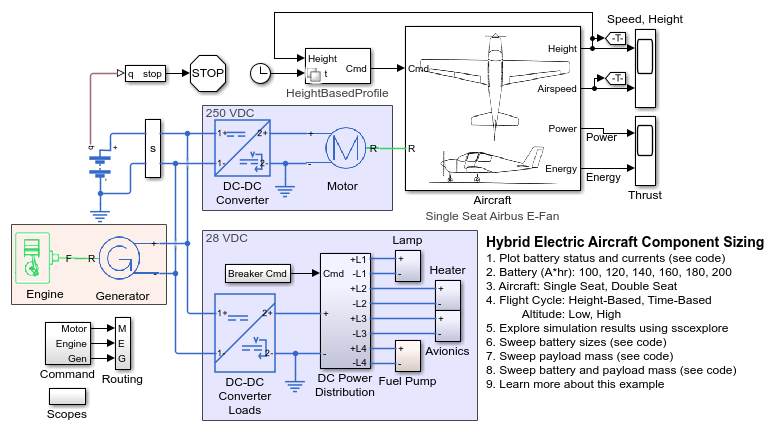 Speed, Height
Height
-T-
STOP
q stop
Height
t
Cmd
HeightBasedProfile
Cmd
Airspeed
-T-
Power
Power
Energy
Energy
Thrust
R
Aircraft
Single Seat Airbus E-Fan
q
+
-
s
250 VDC
1+
2+
1-
2-
V
DC-DC
Converter
+
-
M
R
Motor
Engine
F
R
G
+
-
Generator
28 VDC
Breaker Cmd
Cmd
+
-
+L1
-L1
+L2
-L2
+L3
-L3
+L4
-L4
DC Power
Distribution
1+
2+
1-
2-
V
DC-DC
Converter
Loads
Lamp
+
-
Heater
+
-
+
-
Avionics
+
-
Fuel Pump
Motor
Engine
Gen
Command
M
E
G
Routing
Scopes
Hybrid Electric Aircraft Component Sizing
1. Plot battery status and currents (see code)
2. Battery (A*hr): 100, 120, 140, 160, 180, 200
3. Aircraft: Single Seat, Double Seat
4. Flight Cycle: Height-Based, Time-Based
Altitude: Low, High
5. Explore simulation results using sscexplore
6. Sweep battery sizes (see code)
7. Sweep payload mass (see code)
8. Sweep battery and payload mass (see code)
9. Learn more about this example